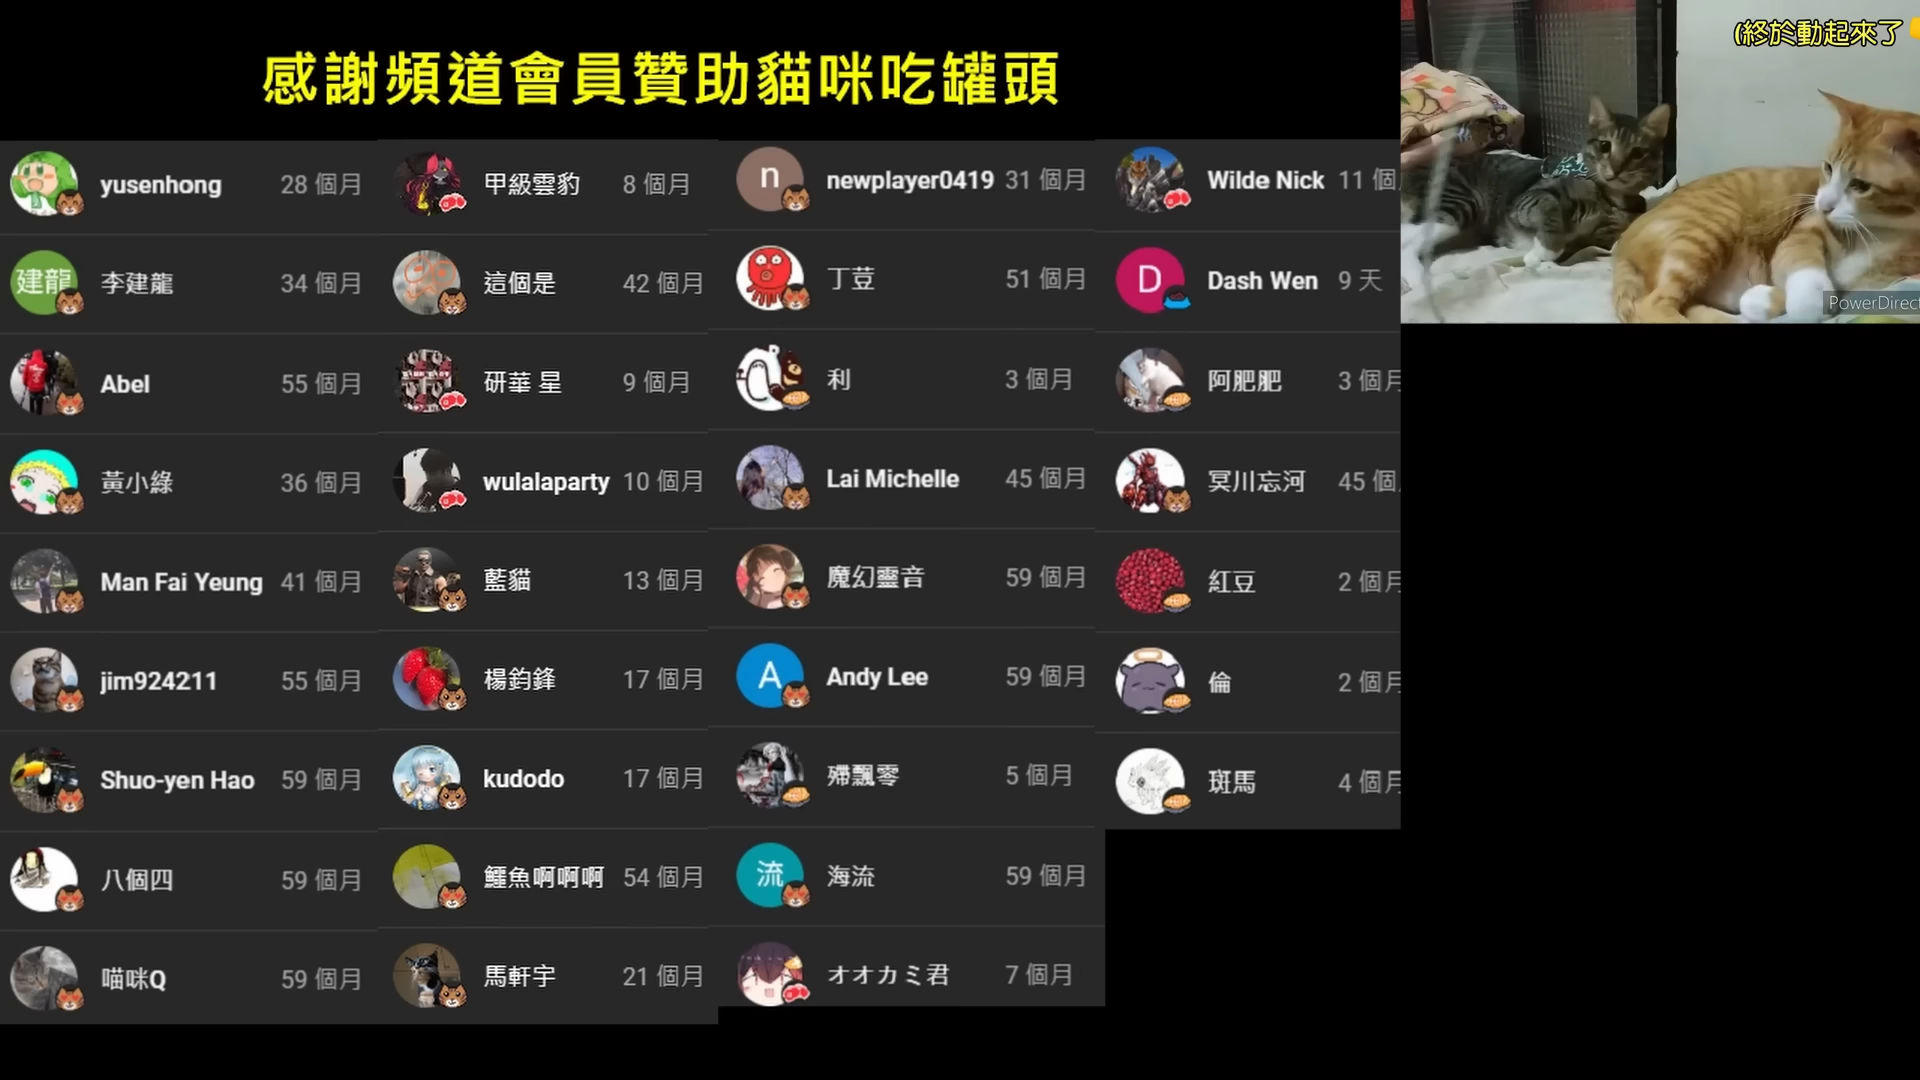 感謝頻道會員贊助貓咪吃罐頭
(終於動起來了
yusenhong 28 個月
建龍 李建龍 34 個月
Abel 55 個月
黃小綠 36 個月
Man Fai Yeung 41 個月
jim924211 55 個月
Shuo-yen Hao 59 個月
八個四 59 個月
喵咪Q 59 個月
甲級雲豹 8 個月
這個是 42 個月
研華 星 9 個月
wulalaparty 10 個月
藍貓 13 個月
楊鈞鋒 17 個月
kudodo 17 個月
鱷魚啊啊啊 54 個月
馬軒宇 21 個月
n newplayer0419 31 個月
丁荳 51 個月
利 3 個月
Lai Michelle 45 個月
魔幻靈音 59 個月
A Andy Lee 59 個月
殢飄零 5 個月
流 海流 59 個月
オオカミ君 7 個月
Wilde Nick 11 個
D Dash Wen 9 天
阿肥肥 3 個月
冥川忘河 45 個
紅豆 2 個月
倫 2 個月
斑馬 4 個月
PowerDirect